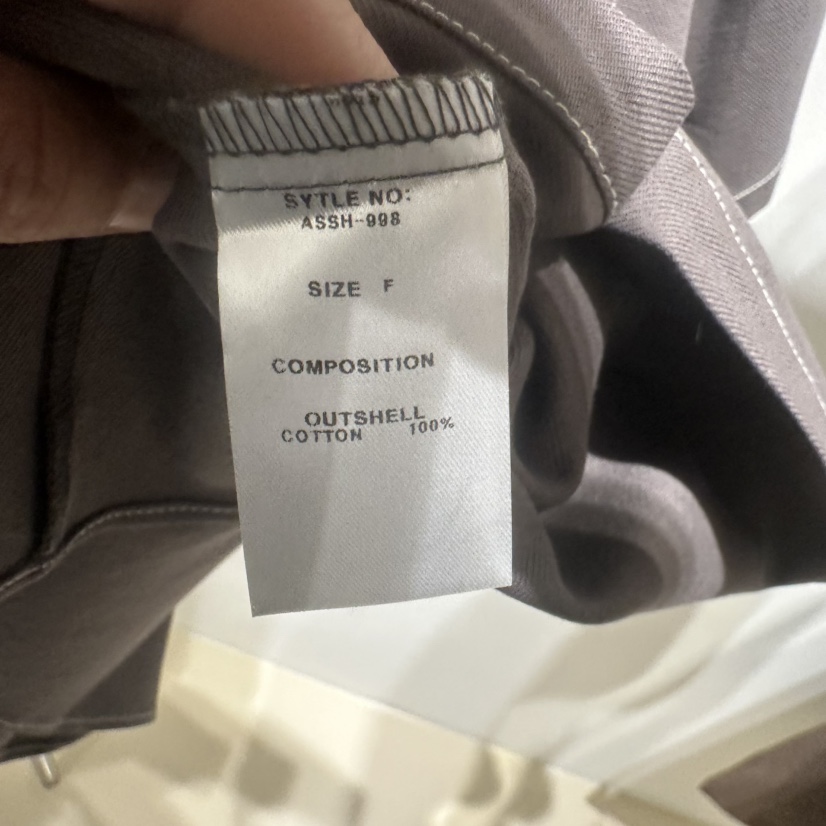 SYTLE NO:
ASSH-998
SIZE F
COMPOSITION
OUTSHELL
COTTON 100%